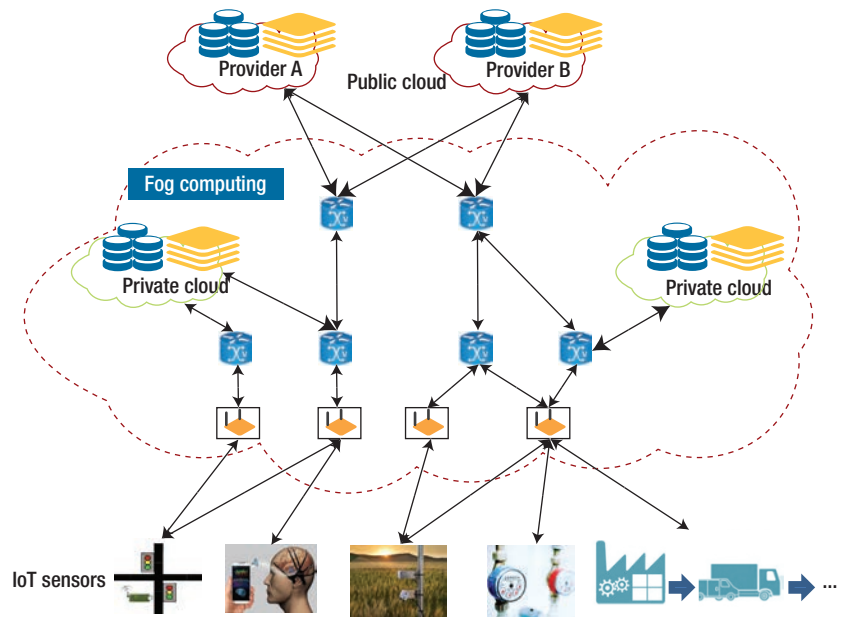 Provider A
Public cloud
Provider B
Fog computing
Private cloud
Private cloud
IoT sensors
...